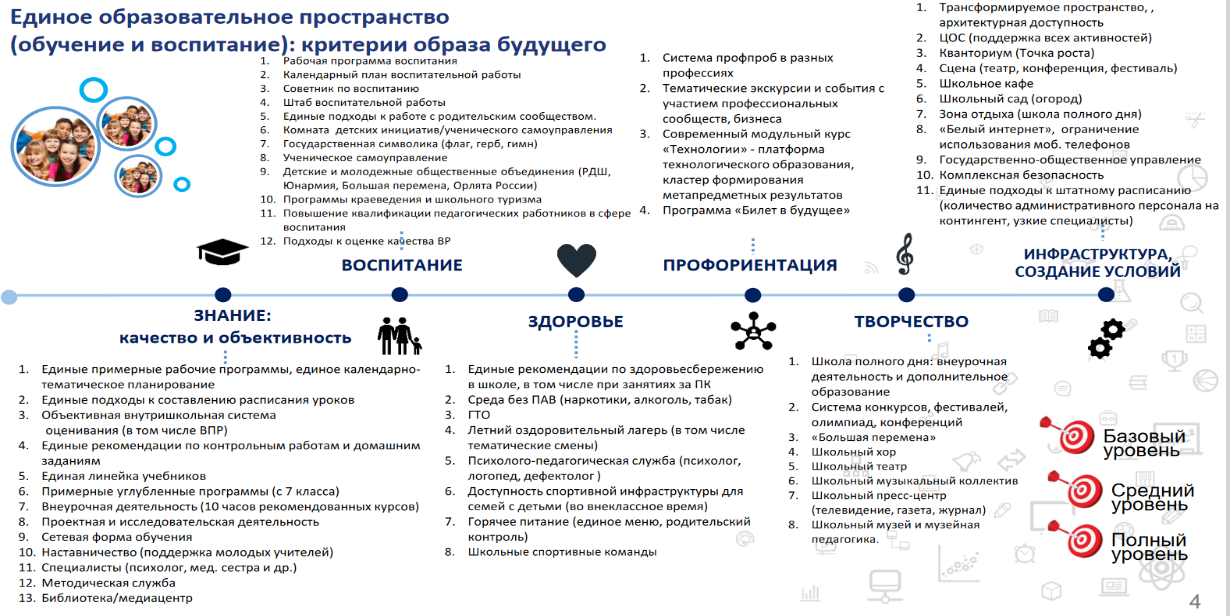 Единое образовательное пространство
(обучение и воспитание): критерии образа будущего
1. Рабочая программа воспитания
2. Календарный план воспитательной работы
3. Советник по воспитанию
4. Штаб воспитательной работы
5. Единые подходы к работе с родительским сообществом.
6. Комната детских инициатив/ученического самоуправления
7. Государственная символика (флаг, герб, гимн)
8. Ученическое самоуправление
9. Детские и молодежные общественные объединения (РДШ,
Юнармия, Большая перемена, Орлята России)
10. Программы краеведения и школьного туризма
11. Повышение квалификации педагогических работников в сфере
воспитания
12. Подходы к оценке качества ВР
ВОСПИТАНИЕ
1. Система профпроб в разных
профессиях
2. Тематические экскурсии и события с
участием профессиональных
сообществ, бизнеса
3. Современный модульный курс
«Технологии» - платформа
технологического образования,
кластер формирования
метапредметных результатов
4. Программа «Билет в будущее»
ПРОФОРИЕНТАЦИЯ
1. Трансформируемое пространство, ,
архитектурная доступность
2. ЦОС (поддержка всех активностей)
3. Кванториум (Точка роста)
4. Сцена (театр, конференция, фестиваль)
5. Школьное кафе
6. Школьный сад (огород)
7. Зона отдыха (школа полного дня)
8. «Белый интернет», ограничение
использования моб. телефонов
9. Государственно-общественное управление
10. Комплексная безопасность
11. Единые подходы к штатному расписанию
(количество административного персонала на
контингент, узкие специалисты)
ИНФРАСТРУКТУРА,
СОЗДАНИЕ УСЛОВИЙ
ЗНАНИЕ:
качество и объективность
1. Единые примерные рабочие программы, единое календарно-
тематическое планирование
2. Единые подходы к составлению расписания уроков
3. Объективная внутришкольная система
оценивания (в том числе ВПР)
4. Единые рекомендации по контрольным работам и домашним
заданиям
5. Единая линейка учебников
6. Примерные углубленные программы (с 7 класса)
7. Внеурочная деятельность (10 часов рекомендованных курсов)
8. Проектная и исследовательская деятельность
9. Сетевая форма обучения
10. Наставничество (поддержка молодых учителей)
11. Специалисты (психолог, мед. сестра и др.)
12. Методическая служба
13. Библиотека/медиацентр
ЗДОРОВЬЕ
1. Единые рекомендации по здоровьесбережению
в школе, в том числе при занятиях за ПК
2. Среда без ПАВ (наркотики, алкоголь, табак)
3. ГТО
4. Летний оздоровительный лагерь (в том числе
тематические смены)
5. Психолого-педагогическая служба (психолог,
логопед, дефектолог )
6. Доступность спортивной инфраструктуры для
семей с детьми (во внеклассное время)
7. Горячее питание (единое меню, родительский
контроль)
8. Школьные спортивные команды
ТВОРЧЕСТВО
1. Школа полного дня: внеурочная
деятельность и дополнительное
образование
2. Система конкурсов, фестивалей,
олимпиад, конференций
3. «Большая перемена»
4. Школьный хор
5. Школьный театр
6. Школьный музыкальный коллектив
7. Школьный пресс-центр
(телевидение, газета, журнал)
8. Школьный музей и музейная
педагогика.
Базовый
уровень
Средний
уровень
Полный
уровень
4